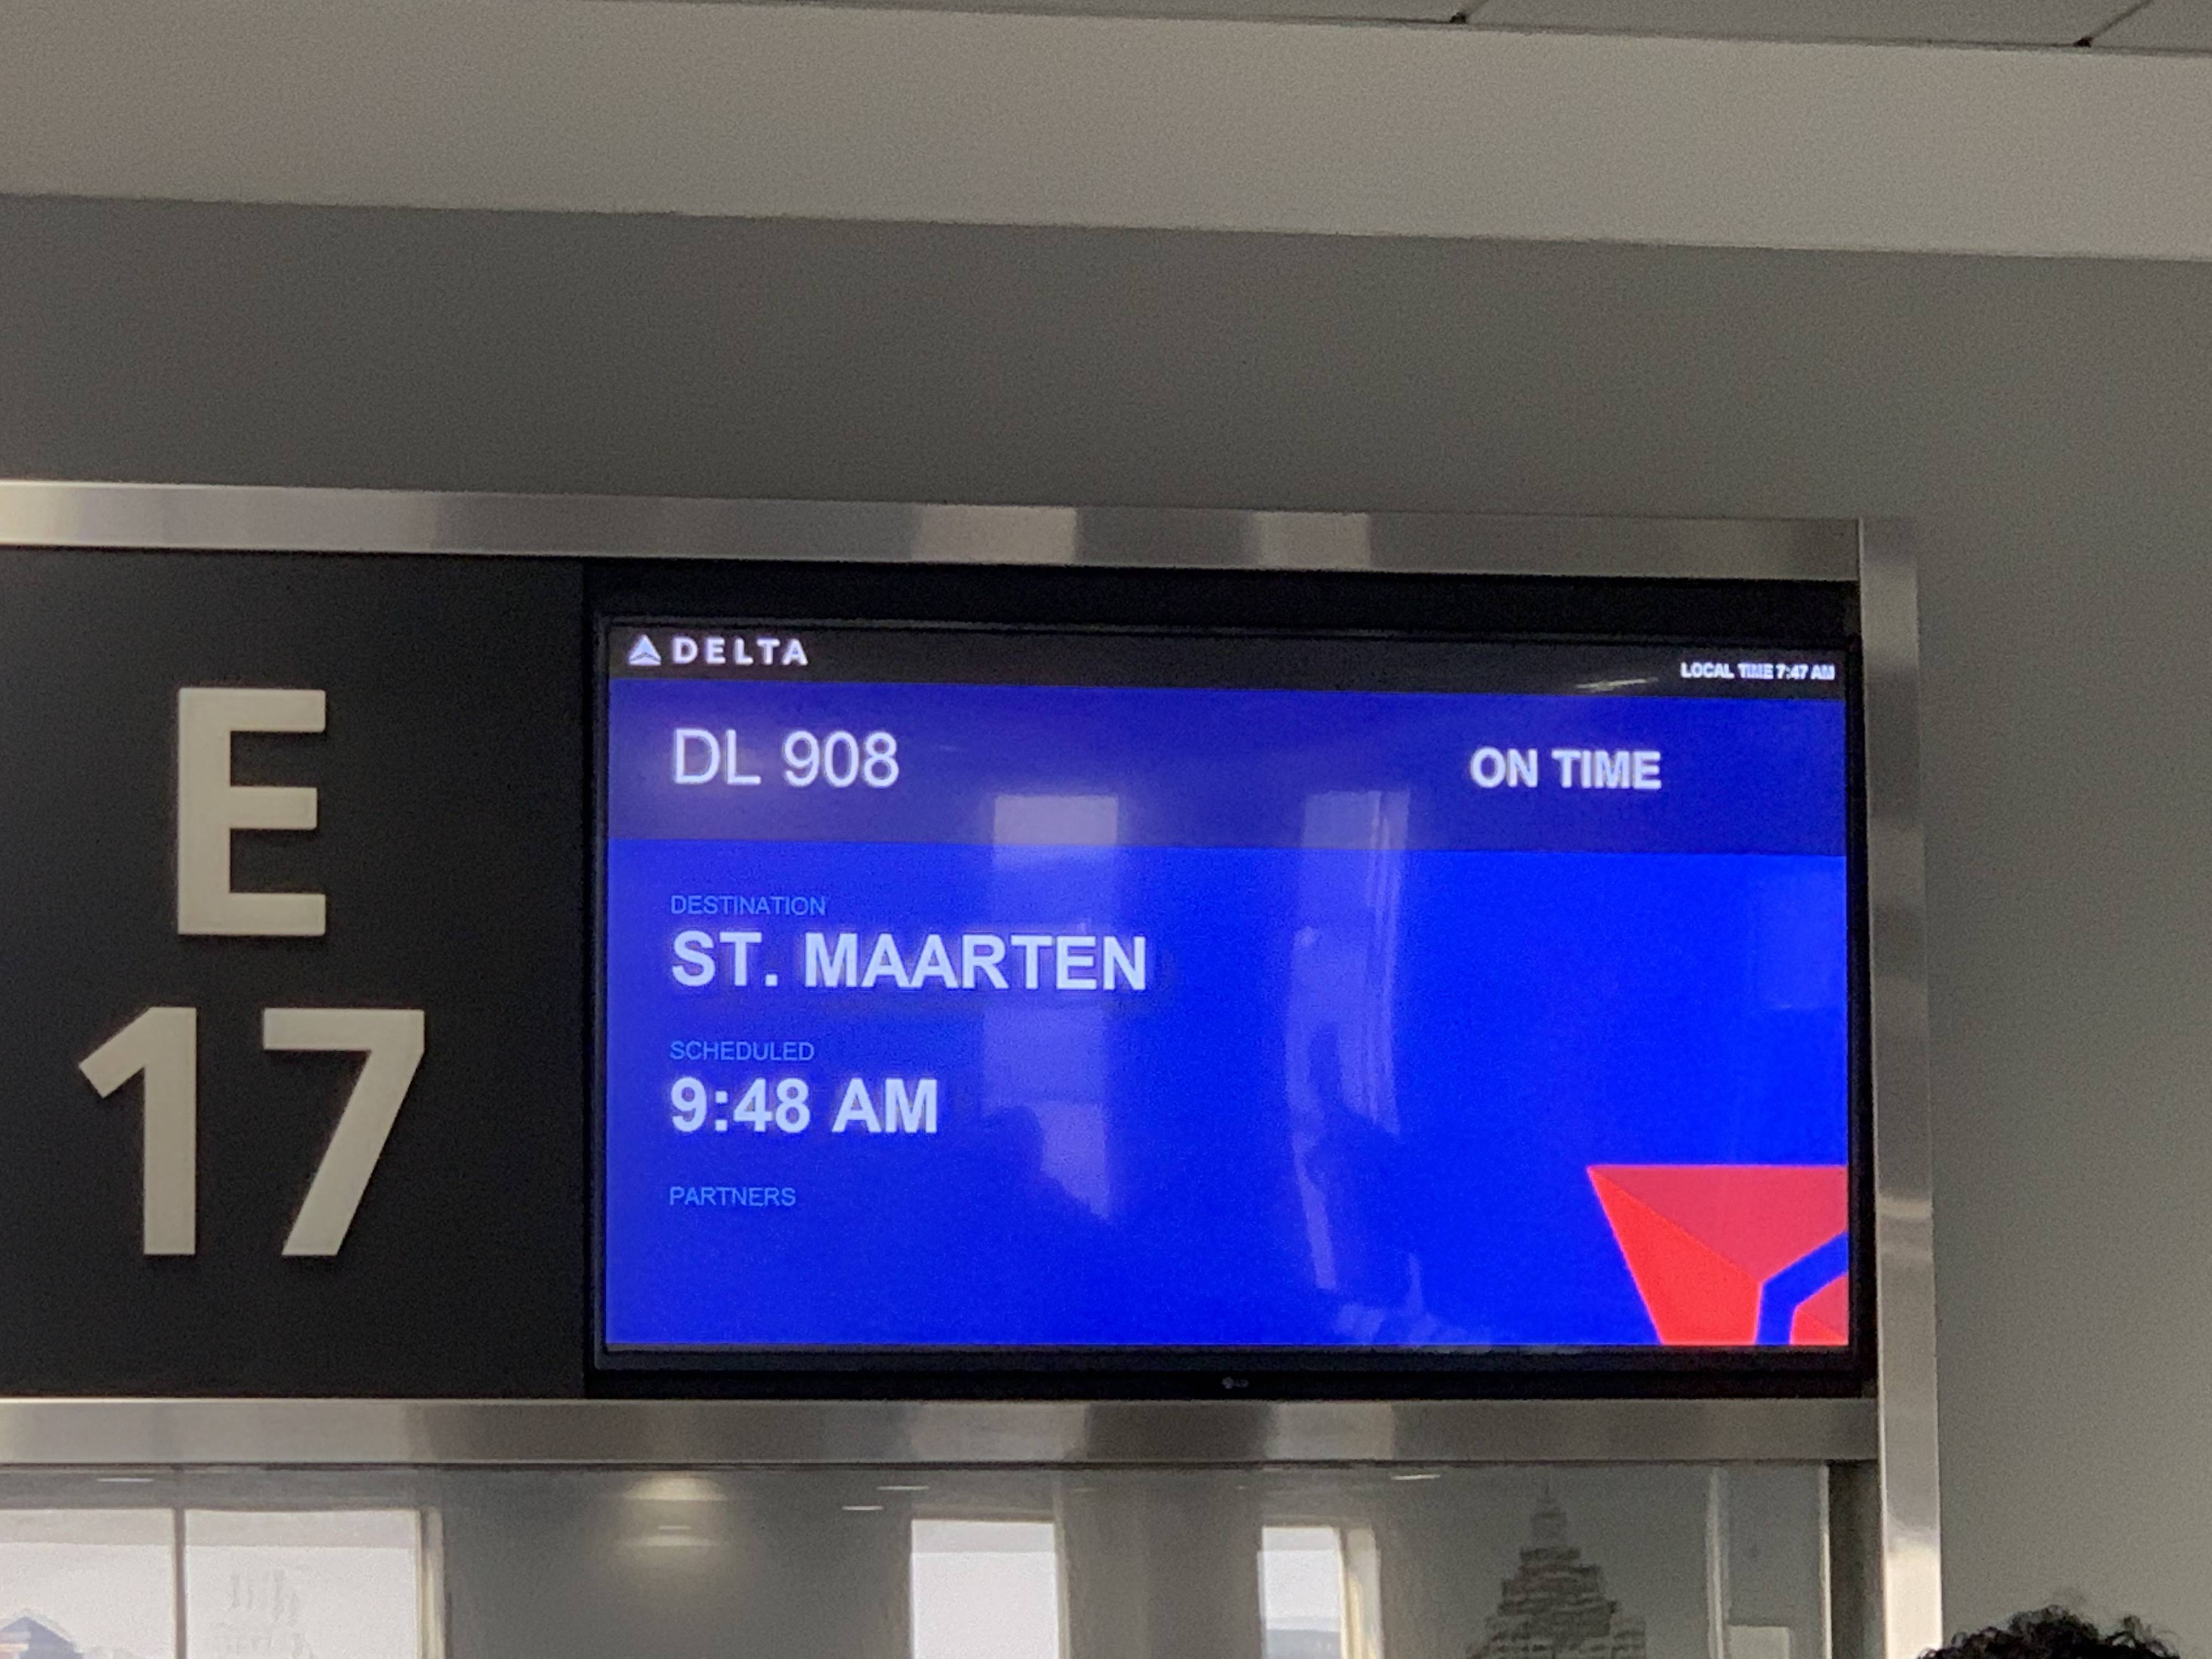 E
17
DELTA
LOCAL TIME 7:47 AM
DL 908
ON TIME
DESTINATION
ST. MAARTEN
SCHEDULED
9:48 AM
PARTNERS
LG